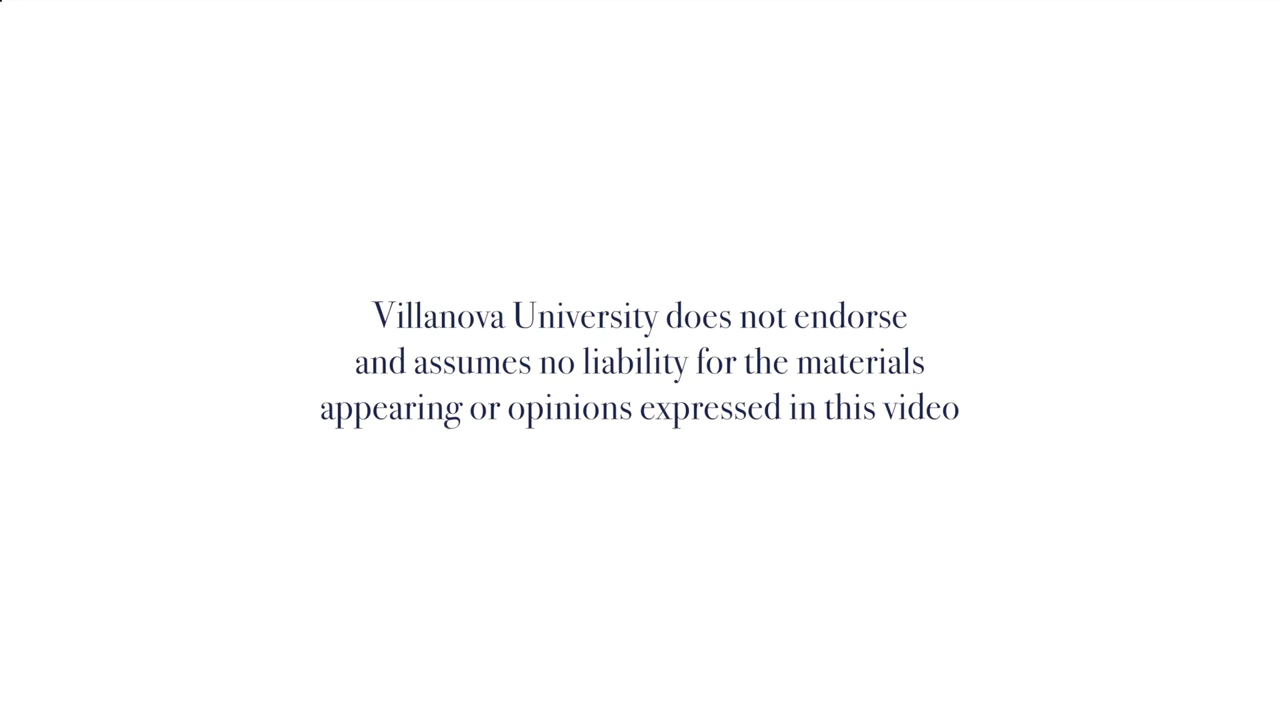 Villanova University does not endorse
and assumes no liability for the materials
appearing or opinions expressed in this video